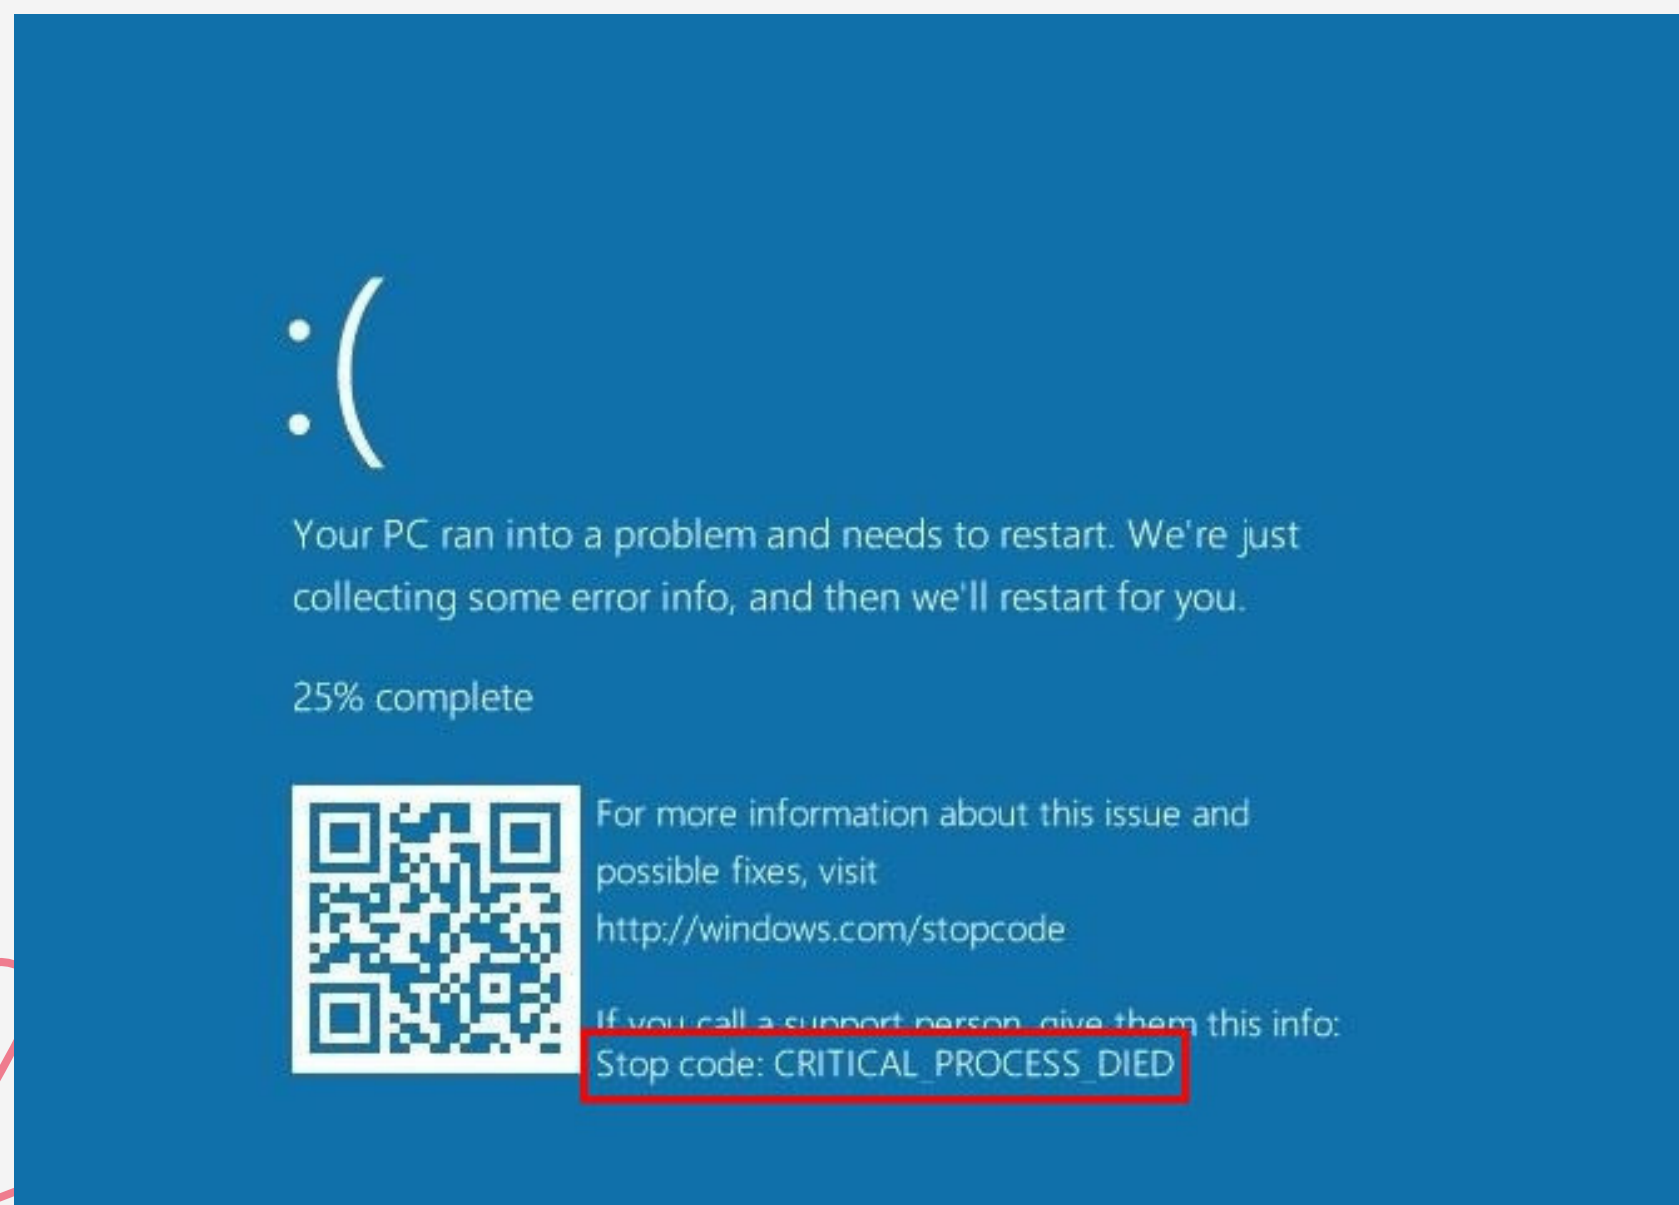 :(
Your PC ran into a problem and needs to restart. We're just
collecting some error info, and then we'll restart for you.
25% complete
For more information about this issue and
possible fixes, visit
http://windows.com/stopcode
If you call a support person, give them this info:
Stop code: CRITICAL_PROCESS_DIED